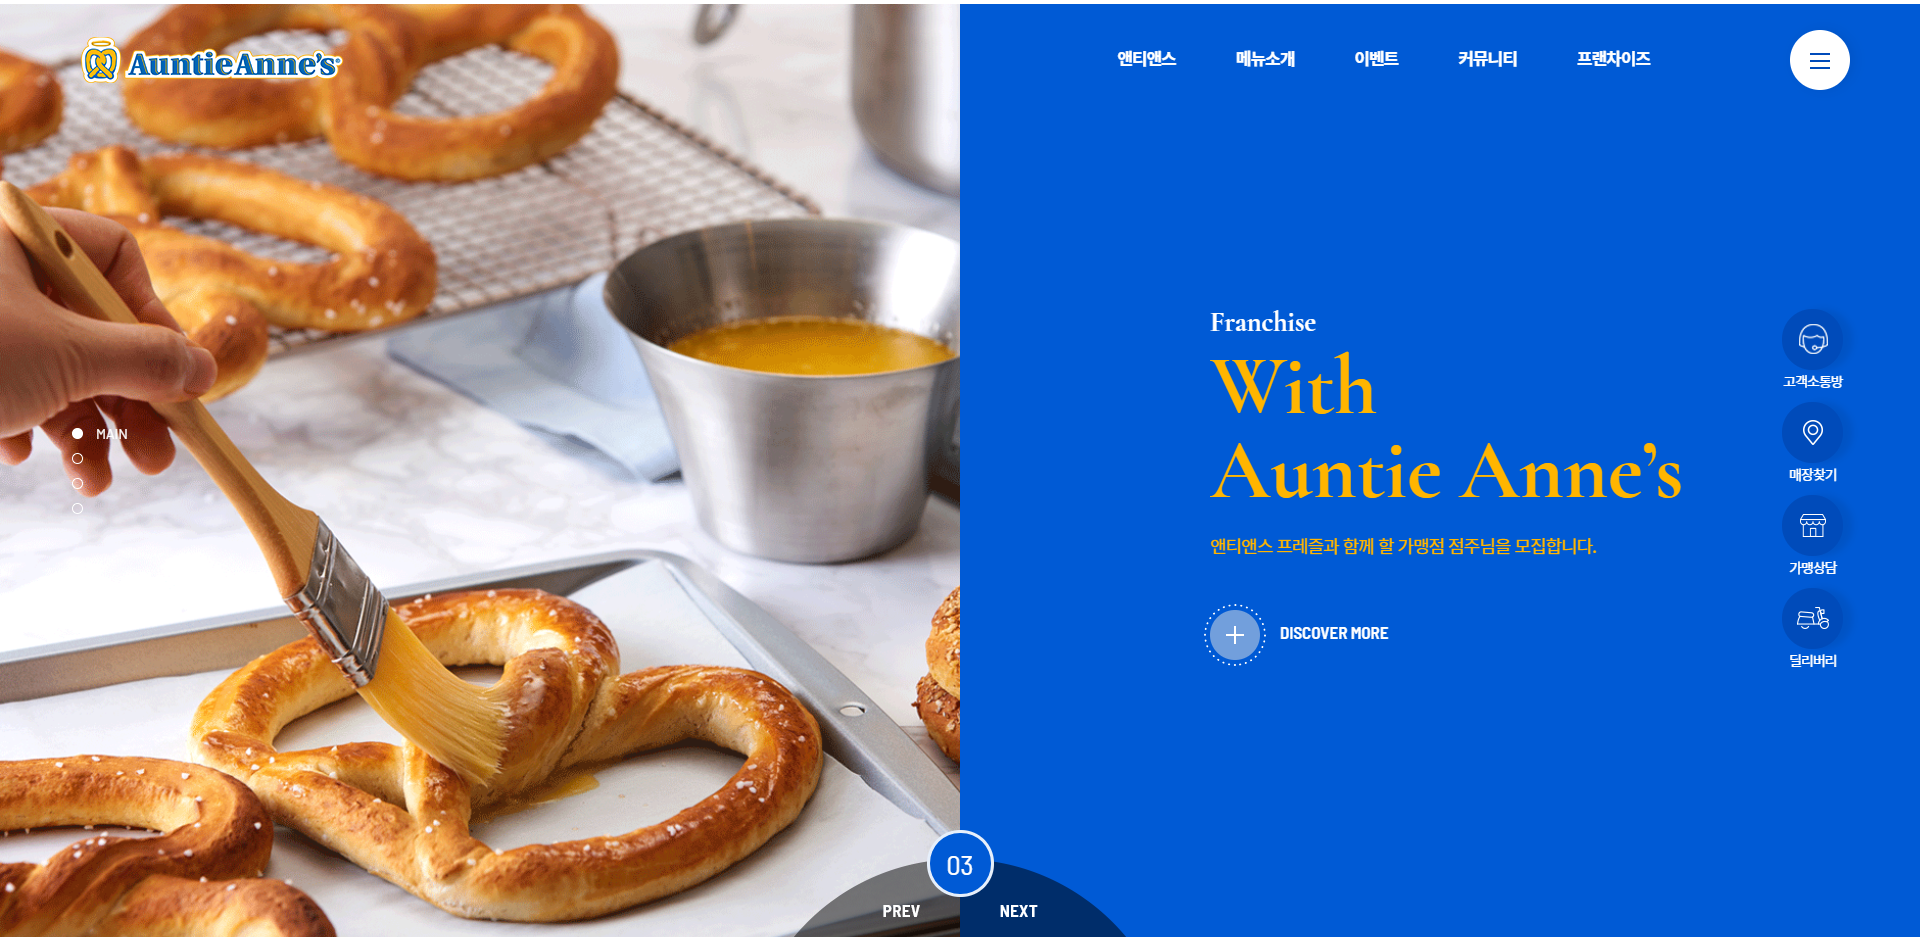 Auntie Anne's
앤티앤스 메뉴소개 이벤트 커뮤니티 프랜차이즈
MAIN
Franchise
With
Auntie Anne’s
앤티앤스 프레즐과 함께 할 가맹점 점주님을 모집합니다.
DISCOVER MORE
고객소통방
매장찾기
가맹상담
딜리버리
03
PREV NEXT